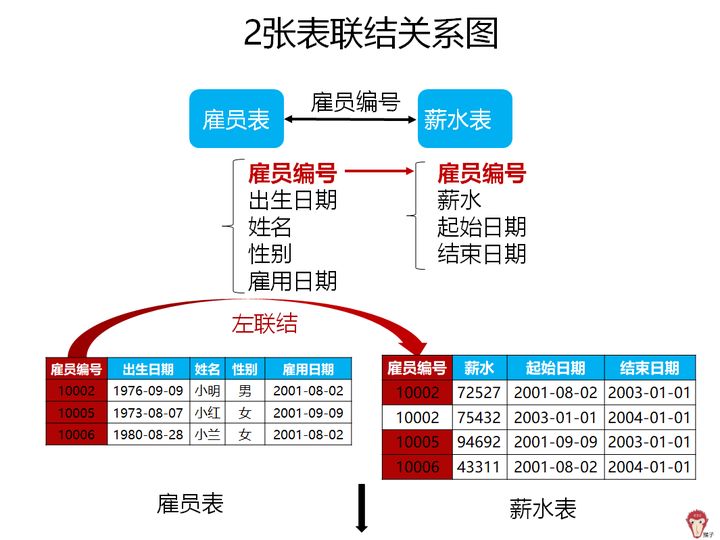 2张表联结关系图
雇员编号
雇员表 薪水表
雇员编号 雇员编号
出生日期 薪水
姓名 起始日期
性别 结束日期
雇用日期
左联结
雇员编号 出生日期 姓名 性别 雇用日期
10002 1976-09-09 小明 男 2001-08-02
10005 1973-08-07 小红 女 2001-09-09
10006 1980-08-28 小兰 女 2001-08-02
雇员编号 薪水 起始日期 结束日期
10002 72527 2001-08-02 2003-01-01
10002 75432 2003-01-01 2004-01-01
10005 94692 2001-09-09 2003-01-01
10006 43311 2001-08-02 2004-01-01
雇员表 薪水表
猴子